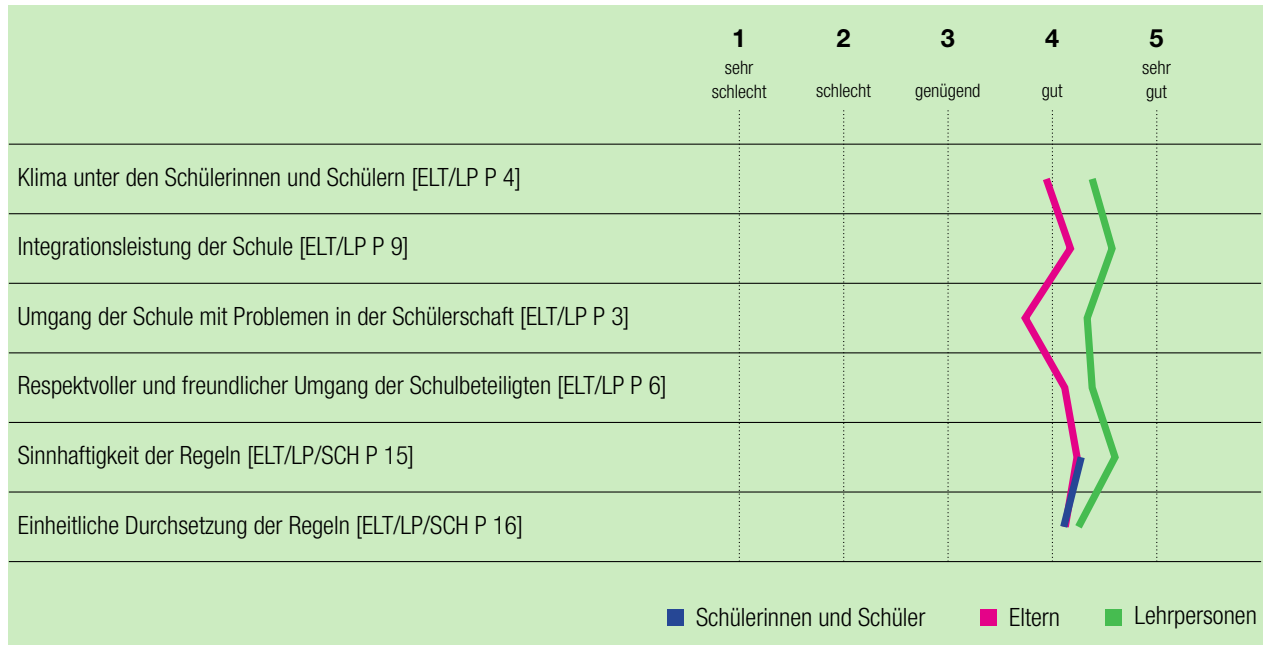 1 2 3 4 5
sehr schlecht schlecht genügend gut sehr gut
Klima unter den Schülerinnen und Schülern [ELT/LP P 4]
Integrationsleistung der Schule [ELT/LP P 9]
Umgang der Schule mit Problemen in der Schülerschaft [ELT/LP P 3]
Respektvoller und freundlicher Umgang der Schulbeteiligten [ELT/LP P 6]
Sinnhaftigkeit der Regeln [ELT/LP/SCH P 15]
Einheitliche Durchsetzung der Regeln [ELT/LP/SCH P 16]
Schülerinnen und Schüler Eltern Lehrpersonen